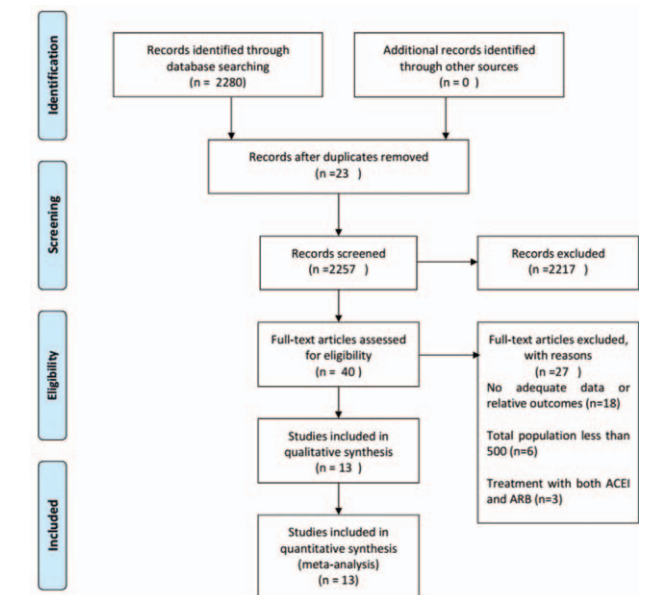 Identification
Records identified through
database searching
(n = 2280)
Additional records identified
through other sources
(n = 0 )
Records after duplicates removed
(n =23 )
Screening
Records screened
(n =2257 )
Records excluded
(n =2217 )
Eligibility
Full-text articles assessed
for eligibility
(n = 40 )
Full-text articles excluded,
with reasons
(n =27 )
No adequate data or
relative outcomes (n=18)
Total population less than
500 (n=6)
Treatment with both ACEI
and ARB (n=3)
Studies included in
qualitative synthesis
(n = 13 )
Included
Studies included in
quantitative synthesis
(meta-analysis)
(n = 13)